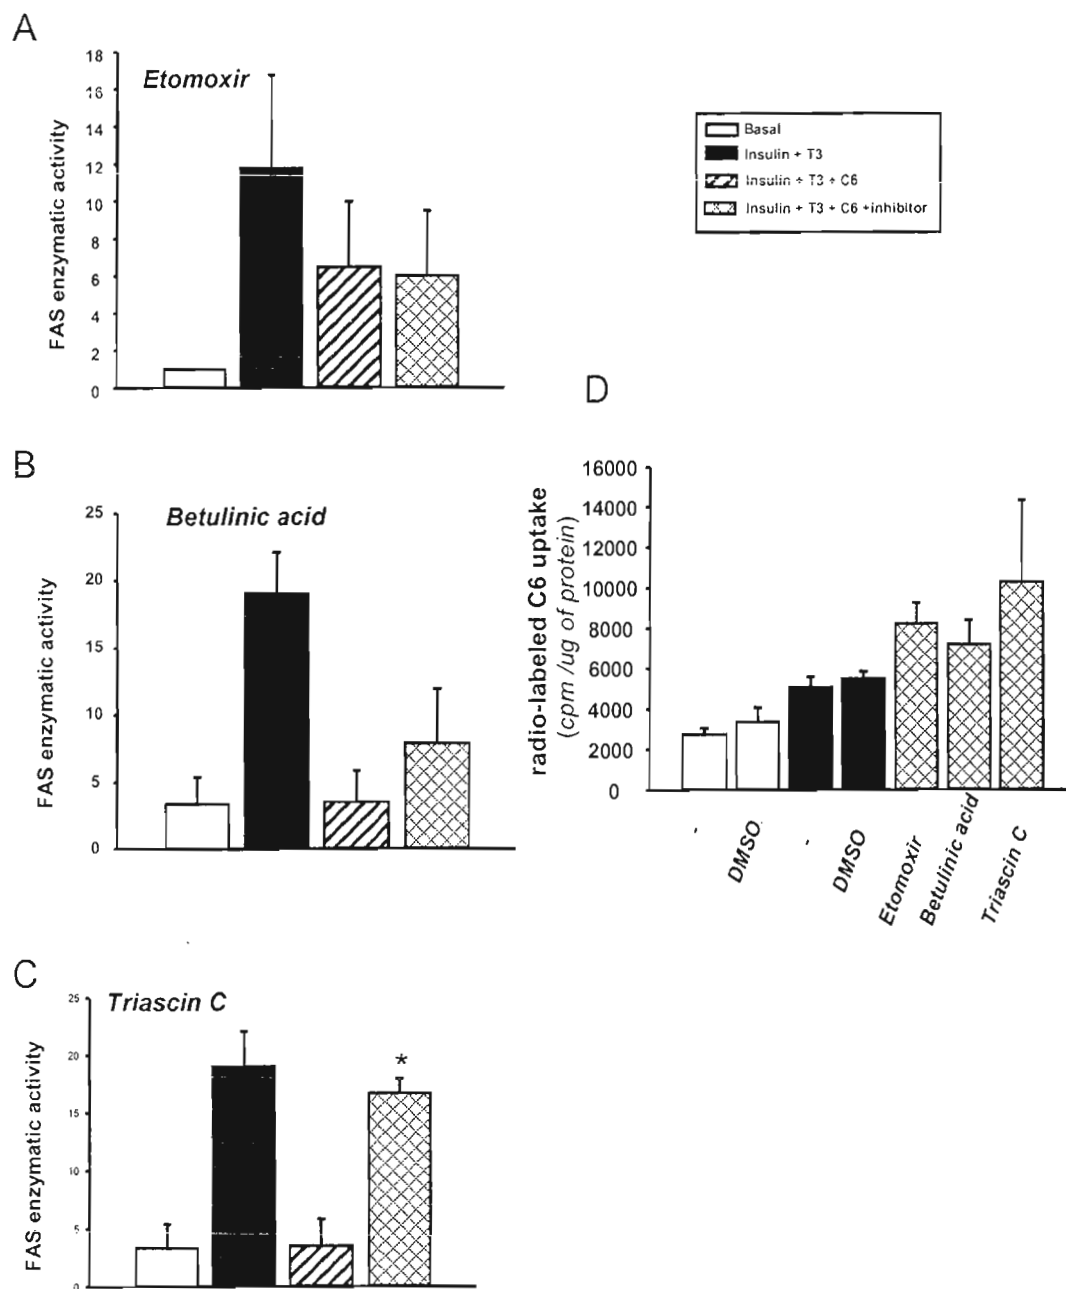 A
Etomoxir
FAS enzymatic activity
18
16
14
12
10
8
6
4
2
0
Basal
Insulin + T3
Insulin + T3 + C6
Insulin + T3 + C6 +inhibitor
B
Betulinic acid
FAS enzymatic activity
25
20
15
10
5
0
C
Triascin C
FAS enzymatic activity
25
20
15
10
5
0
*
D
radio-labeled C6 uptake
(cpm /ug of protein)
16000
14000
12000
10000
8000
6000
4000
2000
0
-
DMSO
-
DMSO
Etomoxir
Betulinic acid
Triascin C